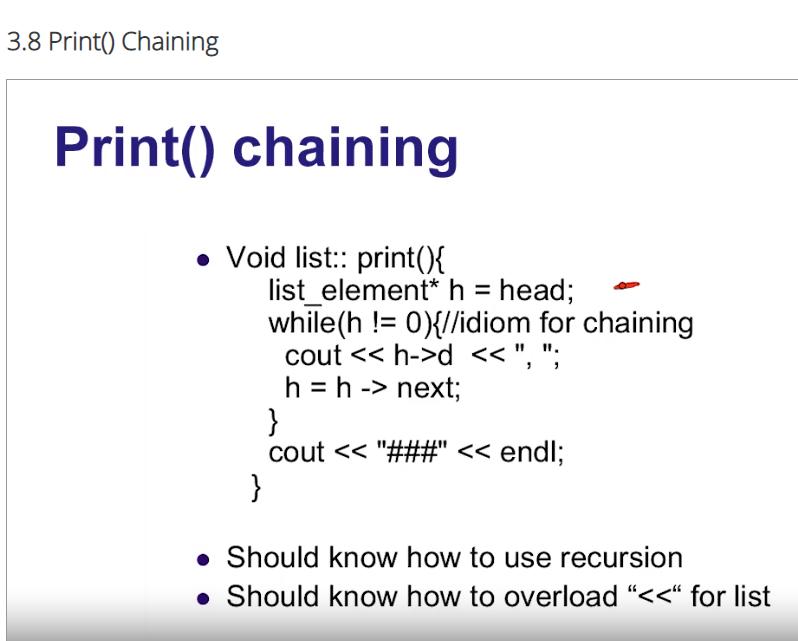 3.8 Print() Chaining
Print() chaining
• Void list:: print(){
list_element* h = head;
while(h != 0){//idiom for chaining
cout << h->d << ", ";
h = h -> next;
}
cout << "###" << endl;
}
• Should know how to use recursion
• Should know how to overload “<<“ for list